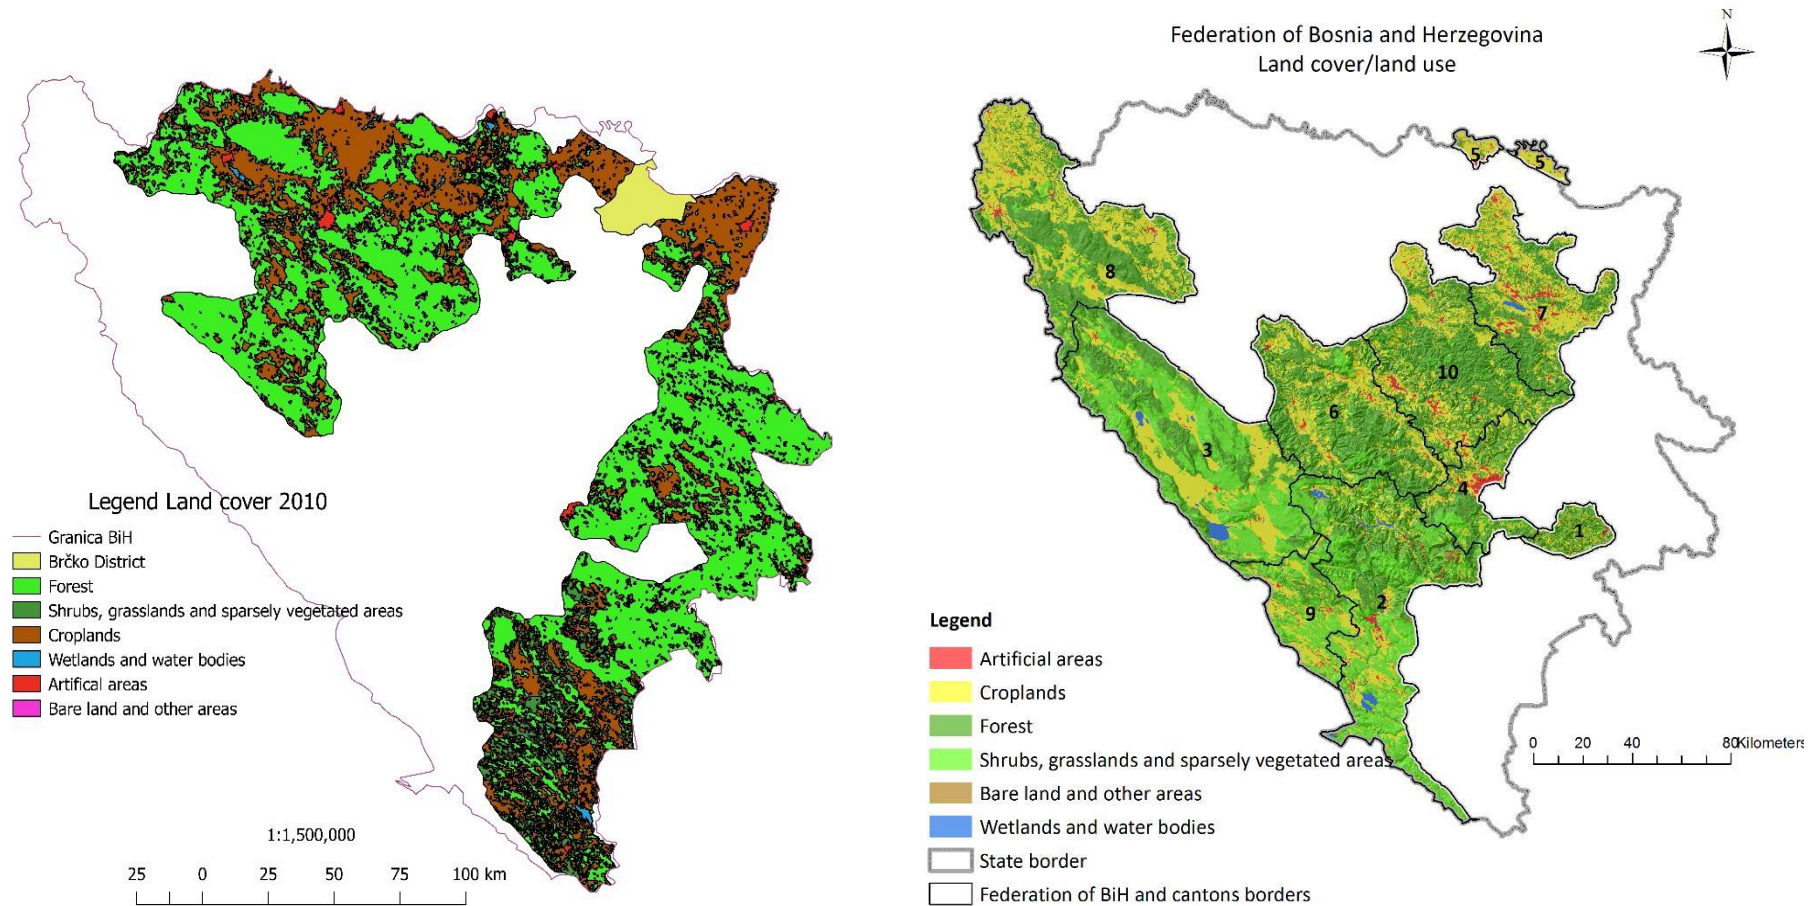 Legend Land cover 2010
Granica BiH
Brčko District
Forest
Shrubs, grasslands and sparsely vegetated areas
Croplands
Wetlands and water bodies
Artifical areas
Bare land and other areas
1:1,500,000
25 0 25 50 75 100 km
Federation of Bosnia and Herzegovina
Land cover/land use
N
5
5
8
7
10
6
3
4
1
2
9
Legend
Artificial areas
Croplands
Forest
Shrubs, grasslands and sparsely vegetated areas
Bare land and other areas
Wetlands and water bodies
State border
Federation of BiH and cantons borders
0 20 40 80 Kilometers